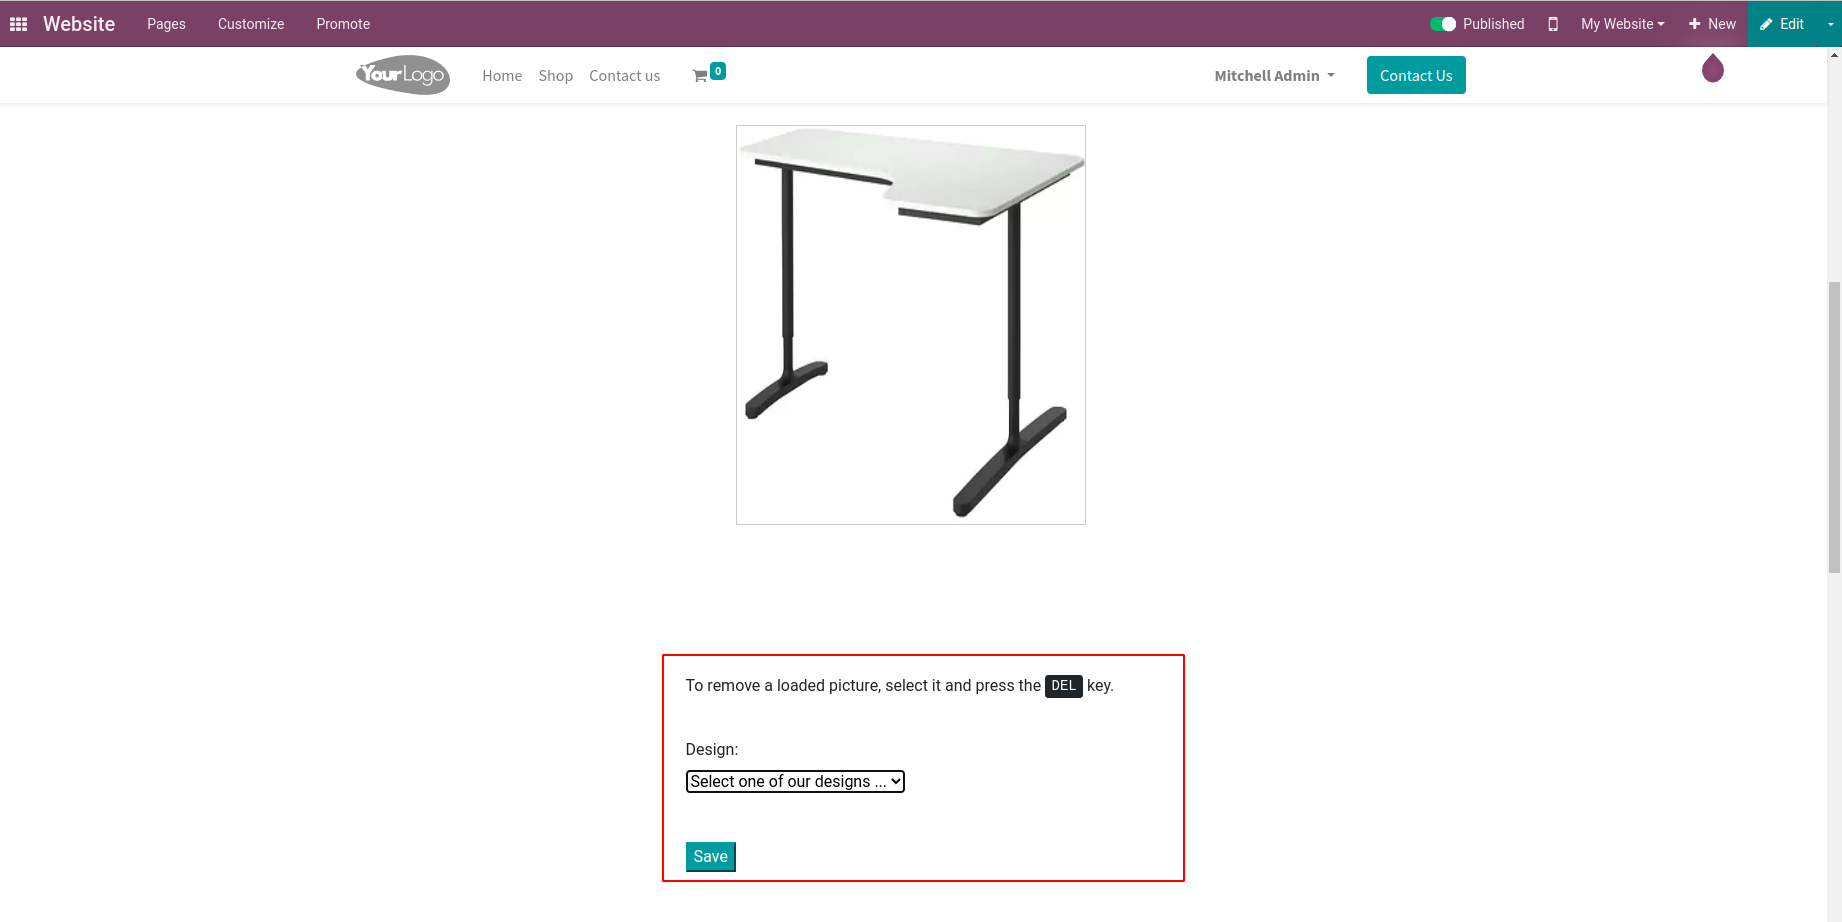 Website Pages Customize Promote Published My Website New Edit
YourLogo Home Shop Contact us 0 Mitchell Admin Contact Us
To remove a loaded picture, select it and press the DEL key.
Design:
Select one of our designs ...
Save